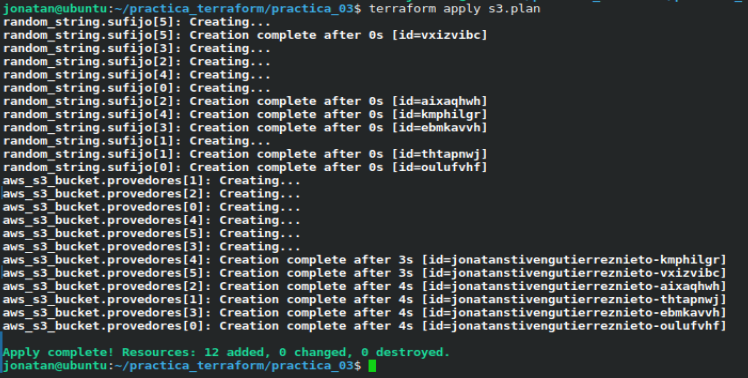 jonatan@ubuntu:~/practica_terraform/practica_03$ terraform apply s3.plan
random_string.sufijo[5]: Creating...
random_string.sufijo[5]: Creation complete after 0s [id=vxizvibc]
random_string.sufijo[3]: Creating...
random_string.sufijo[2]: Creating...
random_string.sufijo[4]: Creating...
random_string.sufijo[0]: Creating...
random_string.sufijo[2]: Creation complete after 0s [id=aixaqhwh]
random_string.sufijo[4]: Creation complete after 0s [id=kmphilgr]
random_string.sufijo[3]: Creation complete after 0s [id=ebmkavvh]
random_string.sufijo[1]: Creating...
random_string.sufijo[1]: Creation complete after 0s [id=thtapnwj]
random_string.sufijo[0]: Creation complete after 0s [id=oulufvhf]
aws_s3_bucket.provedores[1]: Creating...
aws_s3_bucket.provedores[2]: Creating...
aws_s3_bucket.provedores[0]: Creating...
aws_s3_bucket.provedores[4]: Creating...
aws_s3_bucket.provedores[5]: Creating...
aws_s3_bucket.provedores[3]: Creating...
aws_s3_bucket.provedores[4]: Creation complete after 3s [id=jonatanstivengutierreznieto-kmphilgr]
aws_s3_bucket.provedores[5]: Creation complete after 3s [id=jonatanstivengutierreznieto-vxizvibc]
aws_s3_bucket.provedores[2]: Creation complete after 4s [id=jonatanstivengutierreznieto-aixaqhwh]
aws_s3_bucket.provedores[1]: Creation complete after 4s [id=jonatanstivengutierreznieto-thtapnwj]
aws_s3_bucket.provedores[3]: Creation complete after 4s [id=jonatanstivengutierreznieto-ebmkavvh]
aws_s3_bucket.provedores[0]: Creation complete after 4s [id=jonatanstivengutierreznieto-oulufvhf]
Apply complete! Resources: 12 added, 0 changed, 0 destroyed.
jonatan@ubuntu:~/practica_terraform/practica_03$